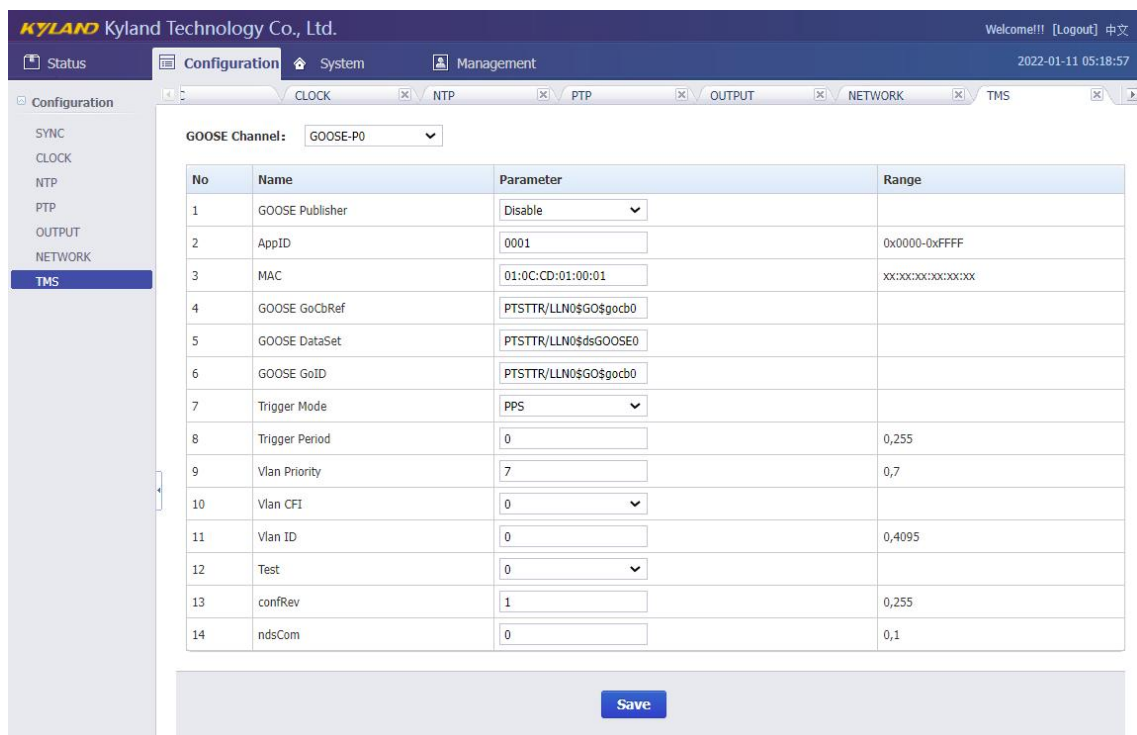 KYLAND Kyland Technology Co., Ltd. Welcome!!! [Logout] 中文
Status Configuration System Management 2022-01-11 05:18:57
Configuration
SYNC
CLOCK
NTP
PTP
OUTPUT
NETWORK
TMS
C CLOCK NTP PTP OUTPUT NETWORK TMS
GOOSE Channel: GOOSE-P0
No Name Parameter Range
1 GOOSE Publisher Disable
2 AppID 0001 0x0000-0xFFFF
3 MAC 01:0C:CD:01:00:01 xx:xx:xx:xx:xx:xx
4 GOOSE GoCbRef PTSTTR/LLN0$GO$gocb0
5 GOOSE DataSet PTSTTR/LLN0$dsGOOSE0
6 GOOSE GoID PTSTTR/LLN0$GO$gocb0
7 Trigger Mode PPS
8 Trigger Period 0 0,255
9 Vlan Priority 7 0,7
10 Vlan CFI 0
11 Vlan ID 0 0,4095
12 Test 0
13 confRev 1 0,255
14 ndsCom 0 0,1
Save